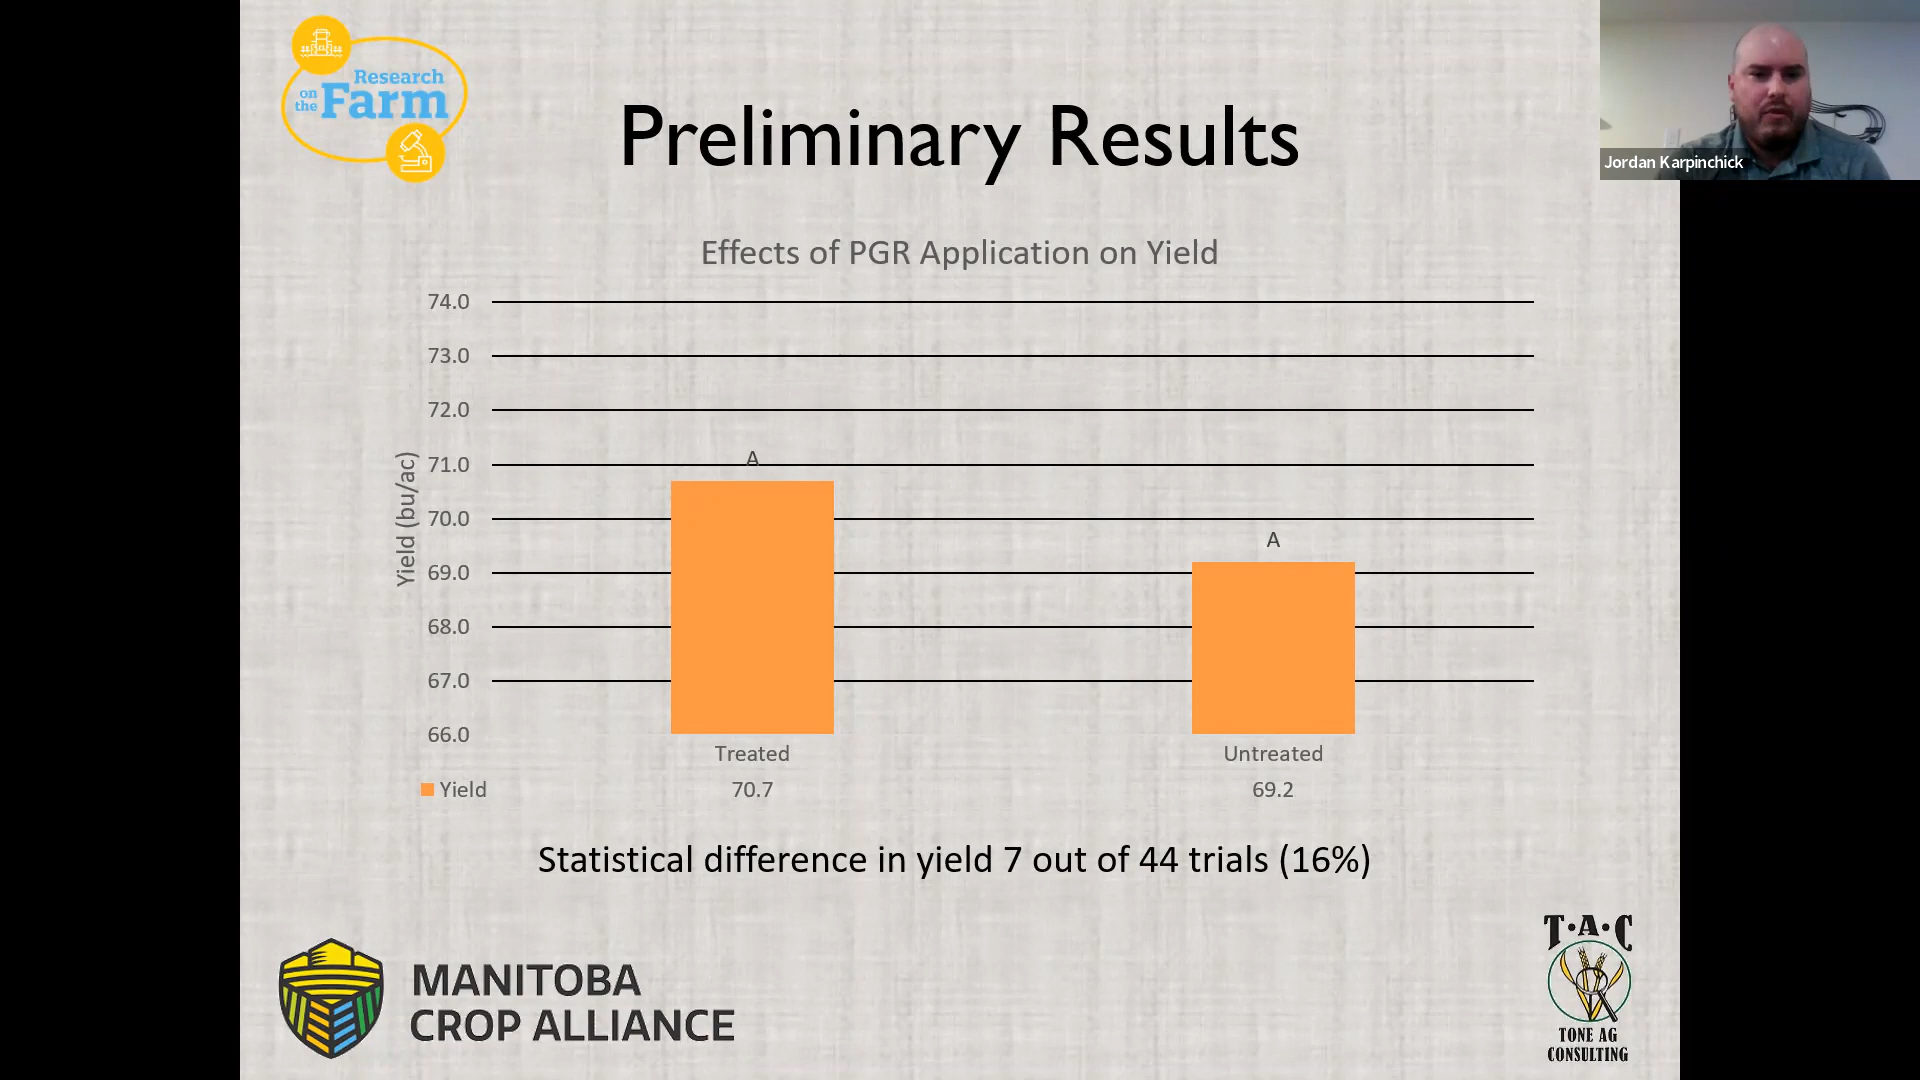 Research
on
the
Farm
Preliminary Results
Jordan Karpinchick
Effects of PGR Application on Yield
74.0
73.0
72.0
71.0
70.0
69.0
68.0
67.0
66.0
Yield (bu/ac)
A
A
Treated
Untreated
Yield
70.7
69.2
Statistical difference in yield 7 out of 44 trials (16%)
MANITOBA
CROP ALLIANCE
T·A·C
TONE AG
CONSULTING